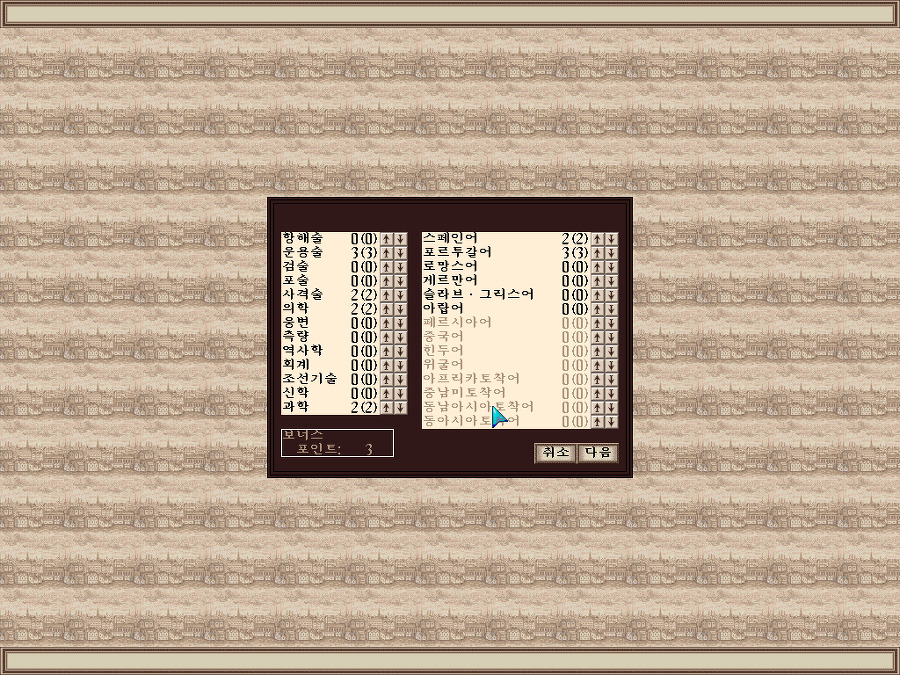 항해술 0(0)
운용술 3(3)
검술 0(0)
포술 0(0)
사격술 2(2)
의학 2(2)
웅변 0(0)
측량 0(0)
역사학 0(0)
회계 0(0)
조선기술 0(0)
신학 0(0)
과학 2(2)
스페인어 2(2)
포르투갈어 3(3)
로망스어 0(0)
게르만어 0(0)
슬라브·그리스어 0(0)
아랍어 0(0)
페르시아어 0(0)
중국어 0(0)
힌두어 0(0)
위굴어 0(0)
아프리카토착어 0(0)
중남미토착어 0(0)
동남아시아토착어 0(0)
동아시아토착어 0(0)
보너스
포인트: 3
취소 다음